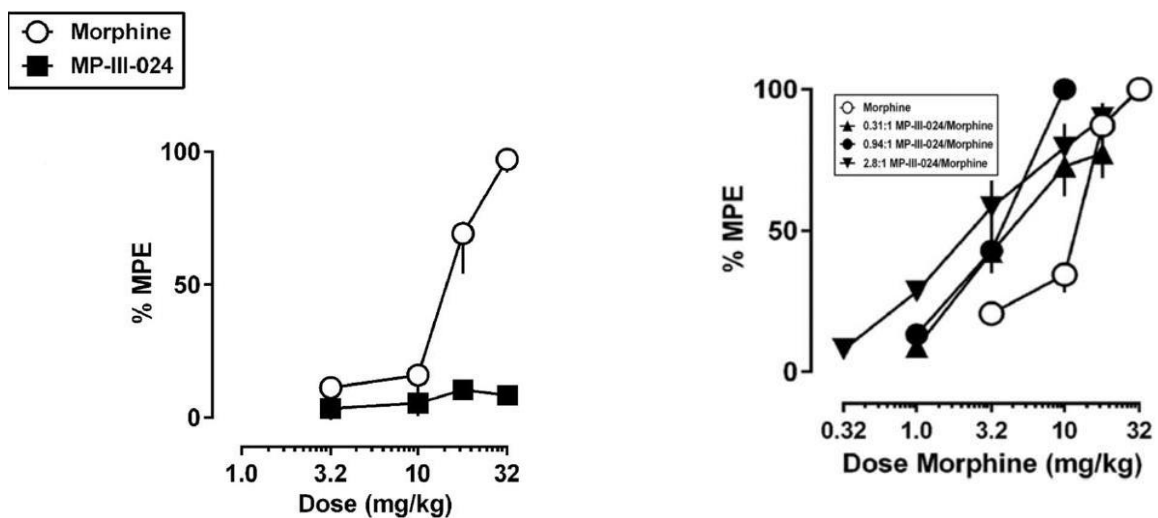 Morphine
MP-III-024
100
50
0
% MPE
1.0 3.2 10 32
Dose (mg/kg)
100
50
0
% MPE
Morphine
0.31:1 MP-III-024/Morphine
0.94:1 MP-III-024/Morphine
2.8:1 MP-III-024/Morphine
0.32 1.0 3.2 10 32
Dose Morphine (mg/kg)